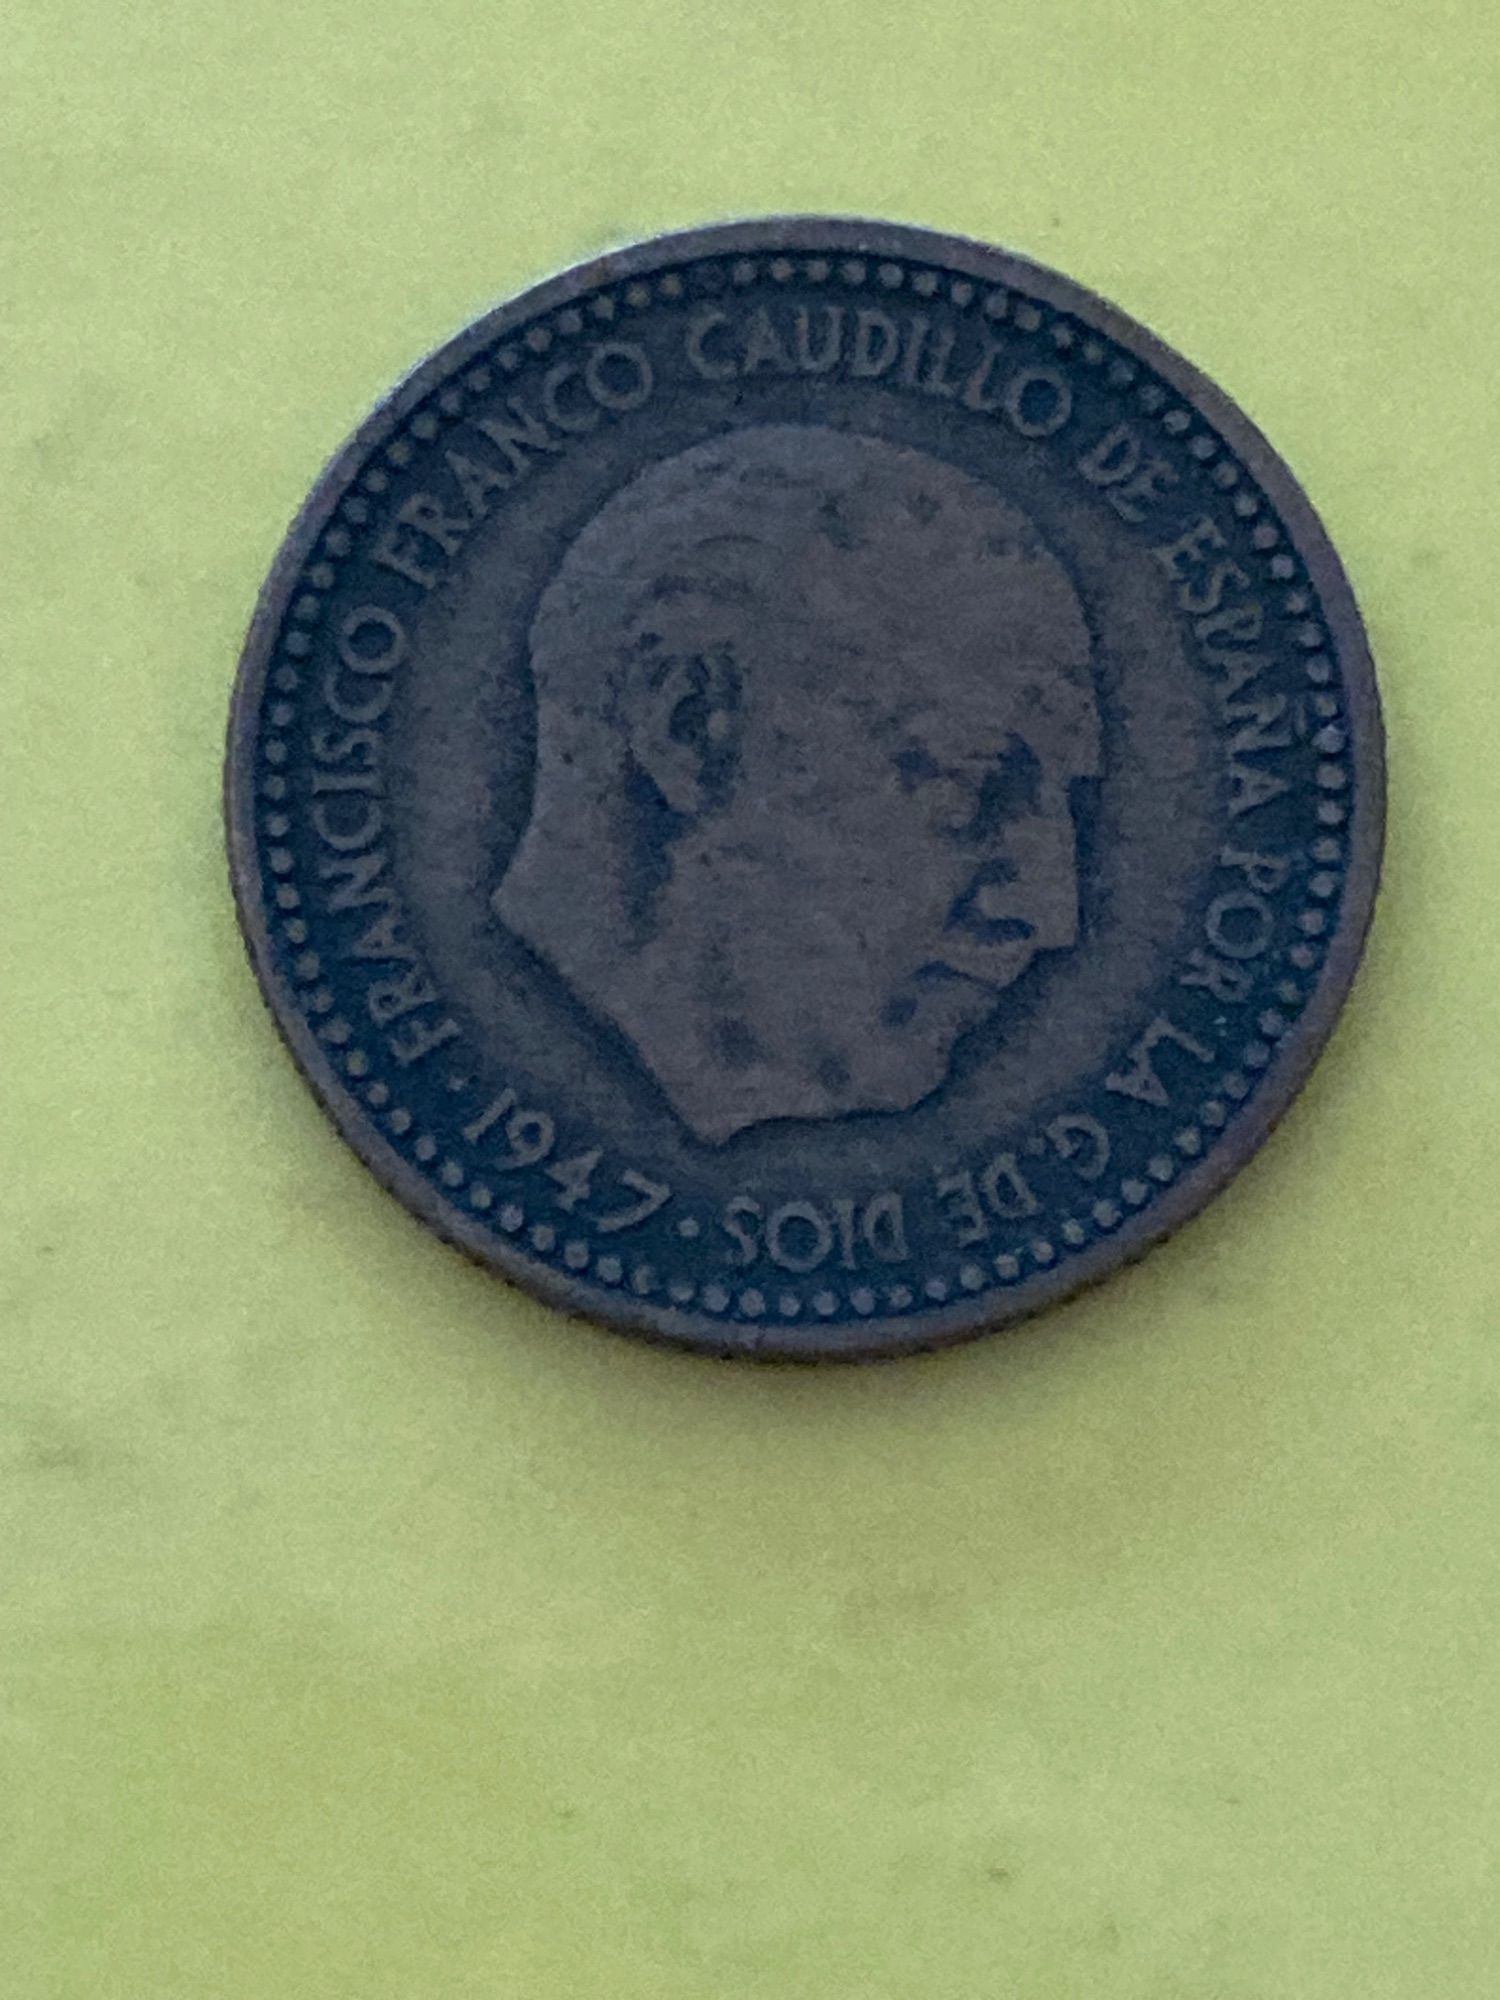 FRANCISCO FRANCO CAUDILLO DE ESPAÑA POR LA G. DE DIOS · 1947 ·